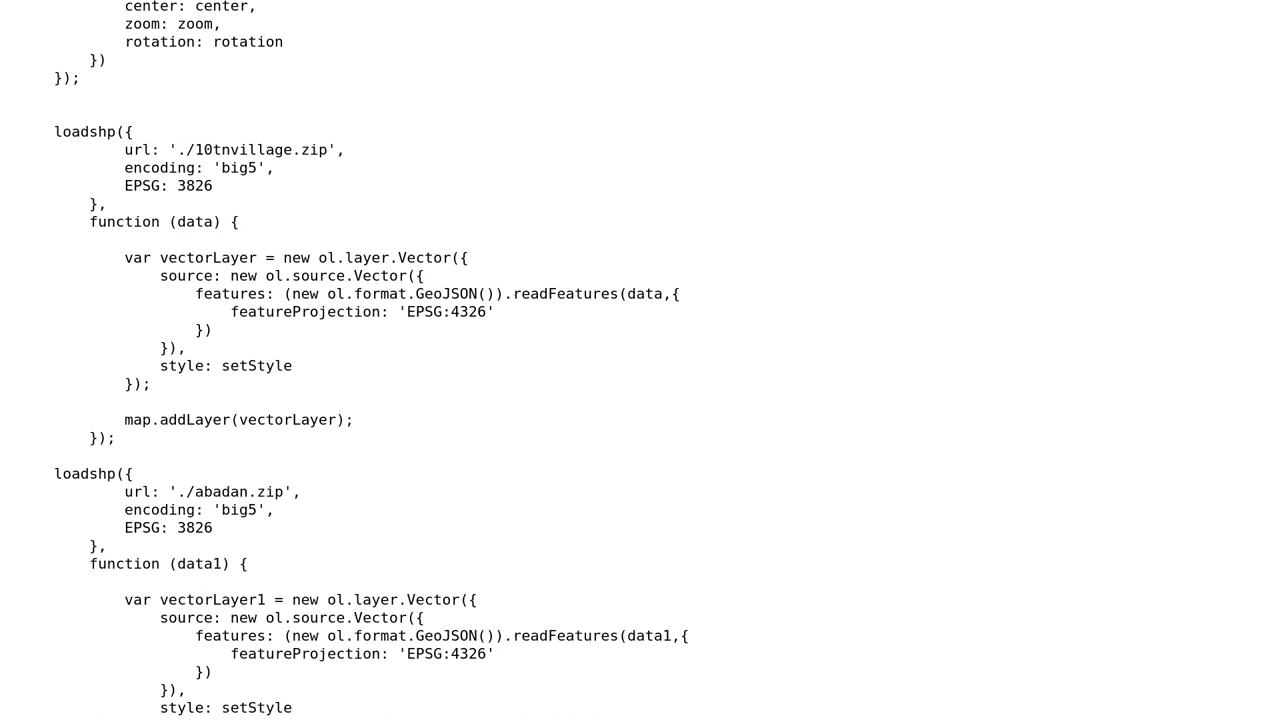 center: center,
zoom: zoom,
rotation: rotation
})
});
loadshp({
url: './10tnvillage.zip',
encoding: 'big5',
EPSG: 3826
},
function (data) {
var vectorLayer = new ol.layer.Vector({
source: new ol.source.Vector({
features: (new ol.format.GeoJSON()).readFeatures(data,{
featureProjection: 'EPSG:4326'
})
}),
style: setStyle
});
map.addLayer(vectorLayer);
});
loadshp({
url: './abadan.zip',
encoding: 'big5',
EPSG: 3826
},
function (data1) {
var vectorLayer1 = new ol.layer.Vector({
source: new ol.source.Vector({
features: (new ol.format.GeoJSON()).readFeatures(data1,{
featureProjection: 'EPSG:4326'
})
}),
style: setStyle